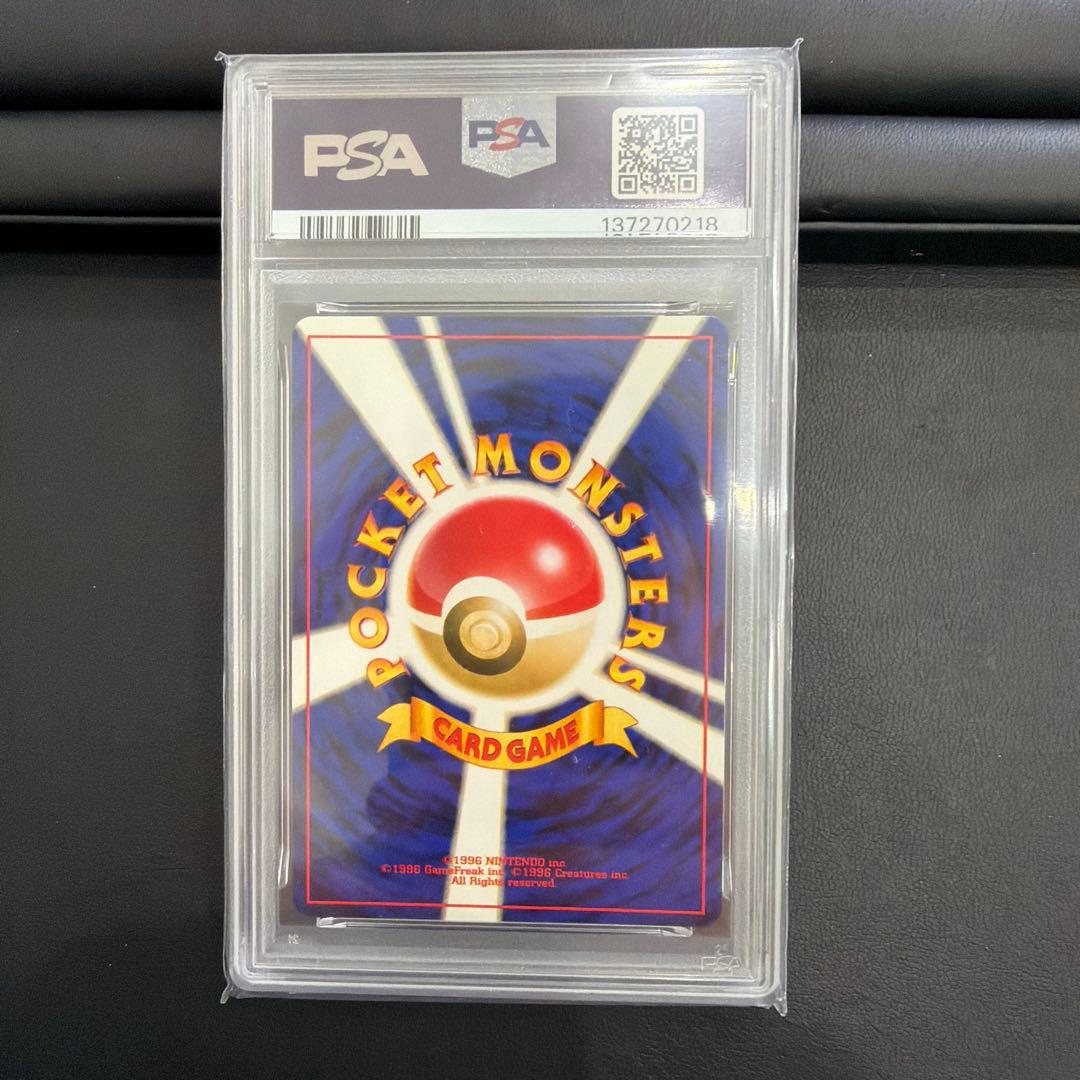 PSA
PSA
137270218
POCKET MONSTERS
CARD GAME
©1996 NINTENDO inc.
©1996 GameFreak inc. ©1996 Creatures inc.
All Rights reserved.
PSA